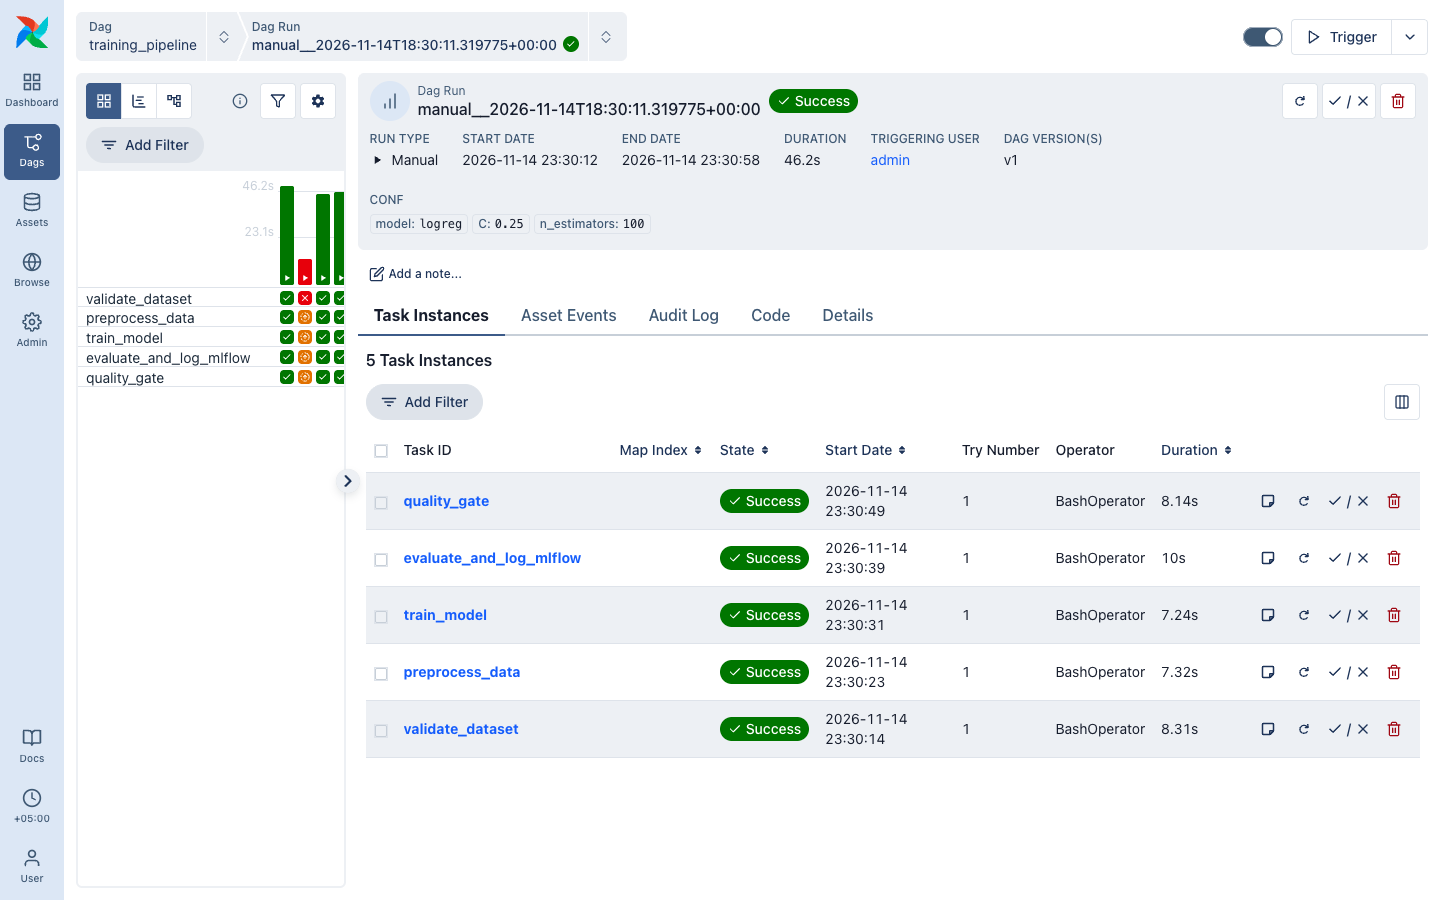 Dag
training_pipeline
Dag Run
manual__2026-11-14T18:30:11.319775+00:00
Trigger
Dashboard
Dags
Assets
Browse
Admin
Docs
+05:00
User
Add Filter
46.2s
23.1s
validate_dataset
preprocess_data
train_model
evaluate_and_log_mlflow
quality_gate
Dag Run
manual__2026-11-14T18:30:11.319775+00:00 Success
/
RUN TYPE START DATE END DATE DURATION TRIGGERING USER DAG VERSION(S)
Manual 2026-11-14 23:30:12 2026-11-14 23:30:58 46.2s admin v1
CONF
model: logreg C: 0.25 n_estimators: 100
Add a note...
Task Instances Asset Events Audit Log Code Details
5 Task Instances
Add Filter
Task ID Map Index State Start Date Try Number Operator Duration
quality_gate Success 2026-11-14 23:30:49 1 BashOperator 8.14s /
evaluate_and_log_mlflow Success 2026-11-14 23:30:39 1 BashOperator 10s /
train_model Success 2026-11-14 23:30:31 1 BashOperator 7.24s /
preprocess_data Success 2026-11-14 23:30:23 1 BashOperator 7.32s /
validate_dataset Success 2026-11-14 23:30:14 1 BashOperator 8.31s /